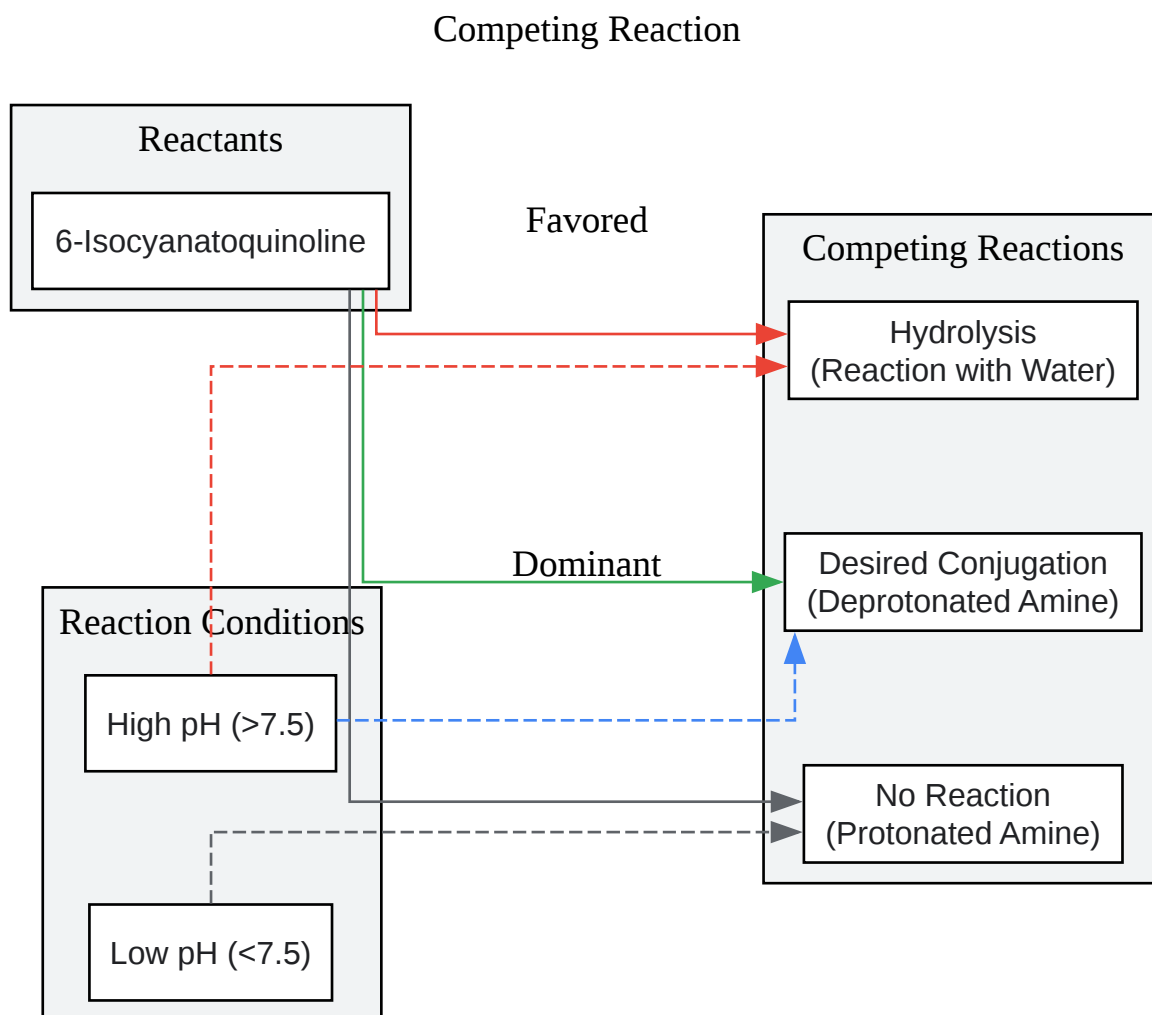 Competing Reaction
Reactants
6-Isocyanatoquinoline
Favored
Competing Reactions
Hydrolysis
(Reaction with Water)
Dominant
Desired Conjugation
(Deprotonated Amine)
Reaction Conditions
High pH (>7.5)
No Reaction
(Protonated Amine)
Low pH (<7.5)